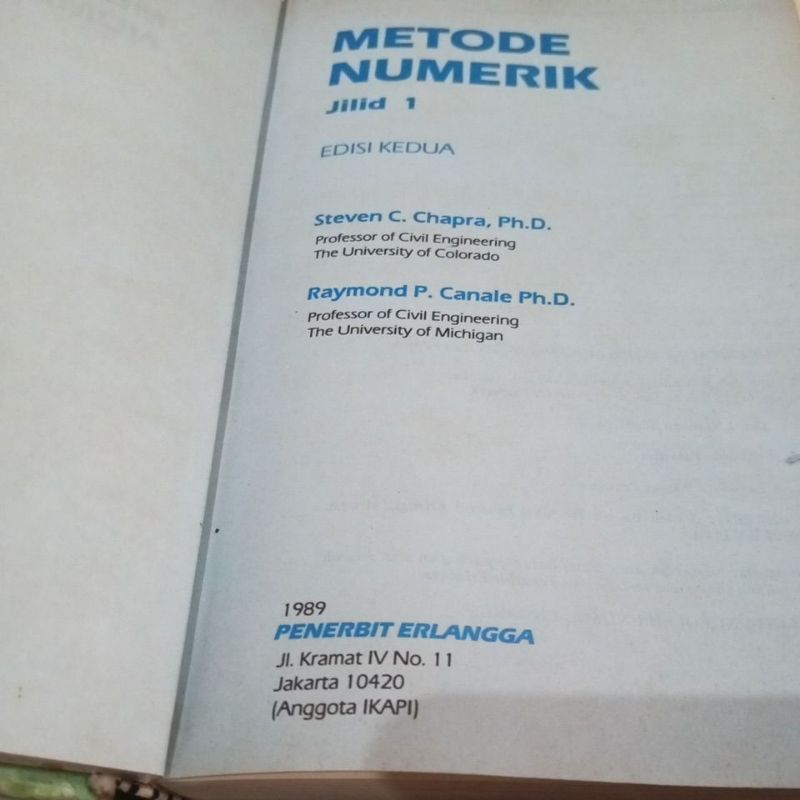 METODE
NUMERIK
Jilid 1
EDISI KEDUA
Steven C. Chapra, Ph.D.
Professor of Civil Engineering
The University of Colorado
Raymond P. Canale Ph.D.
Professor of Civil Engineering
The University of Michigan
1989
PENERBIT ERLANGGA
Jl. Kramat IV No. 11
Jakarta 10420
(Anggota IKAPI)